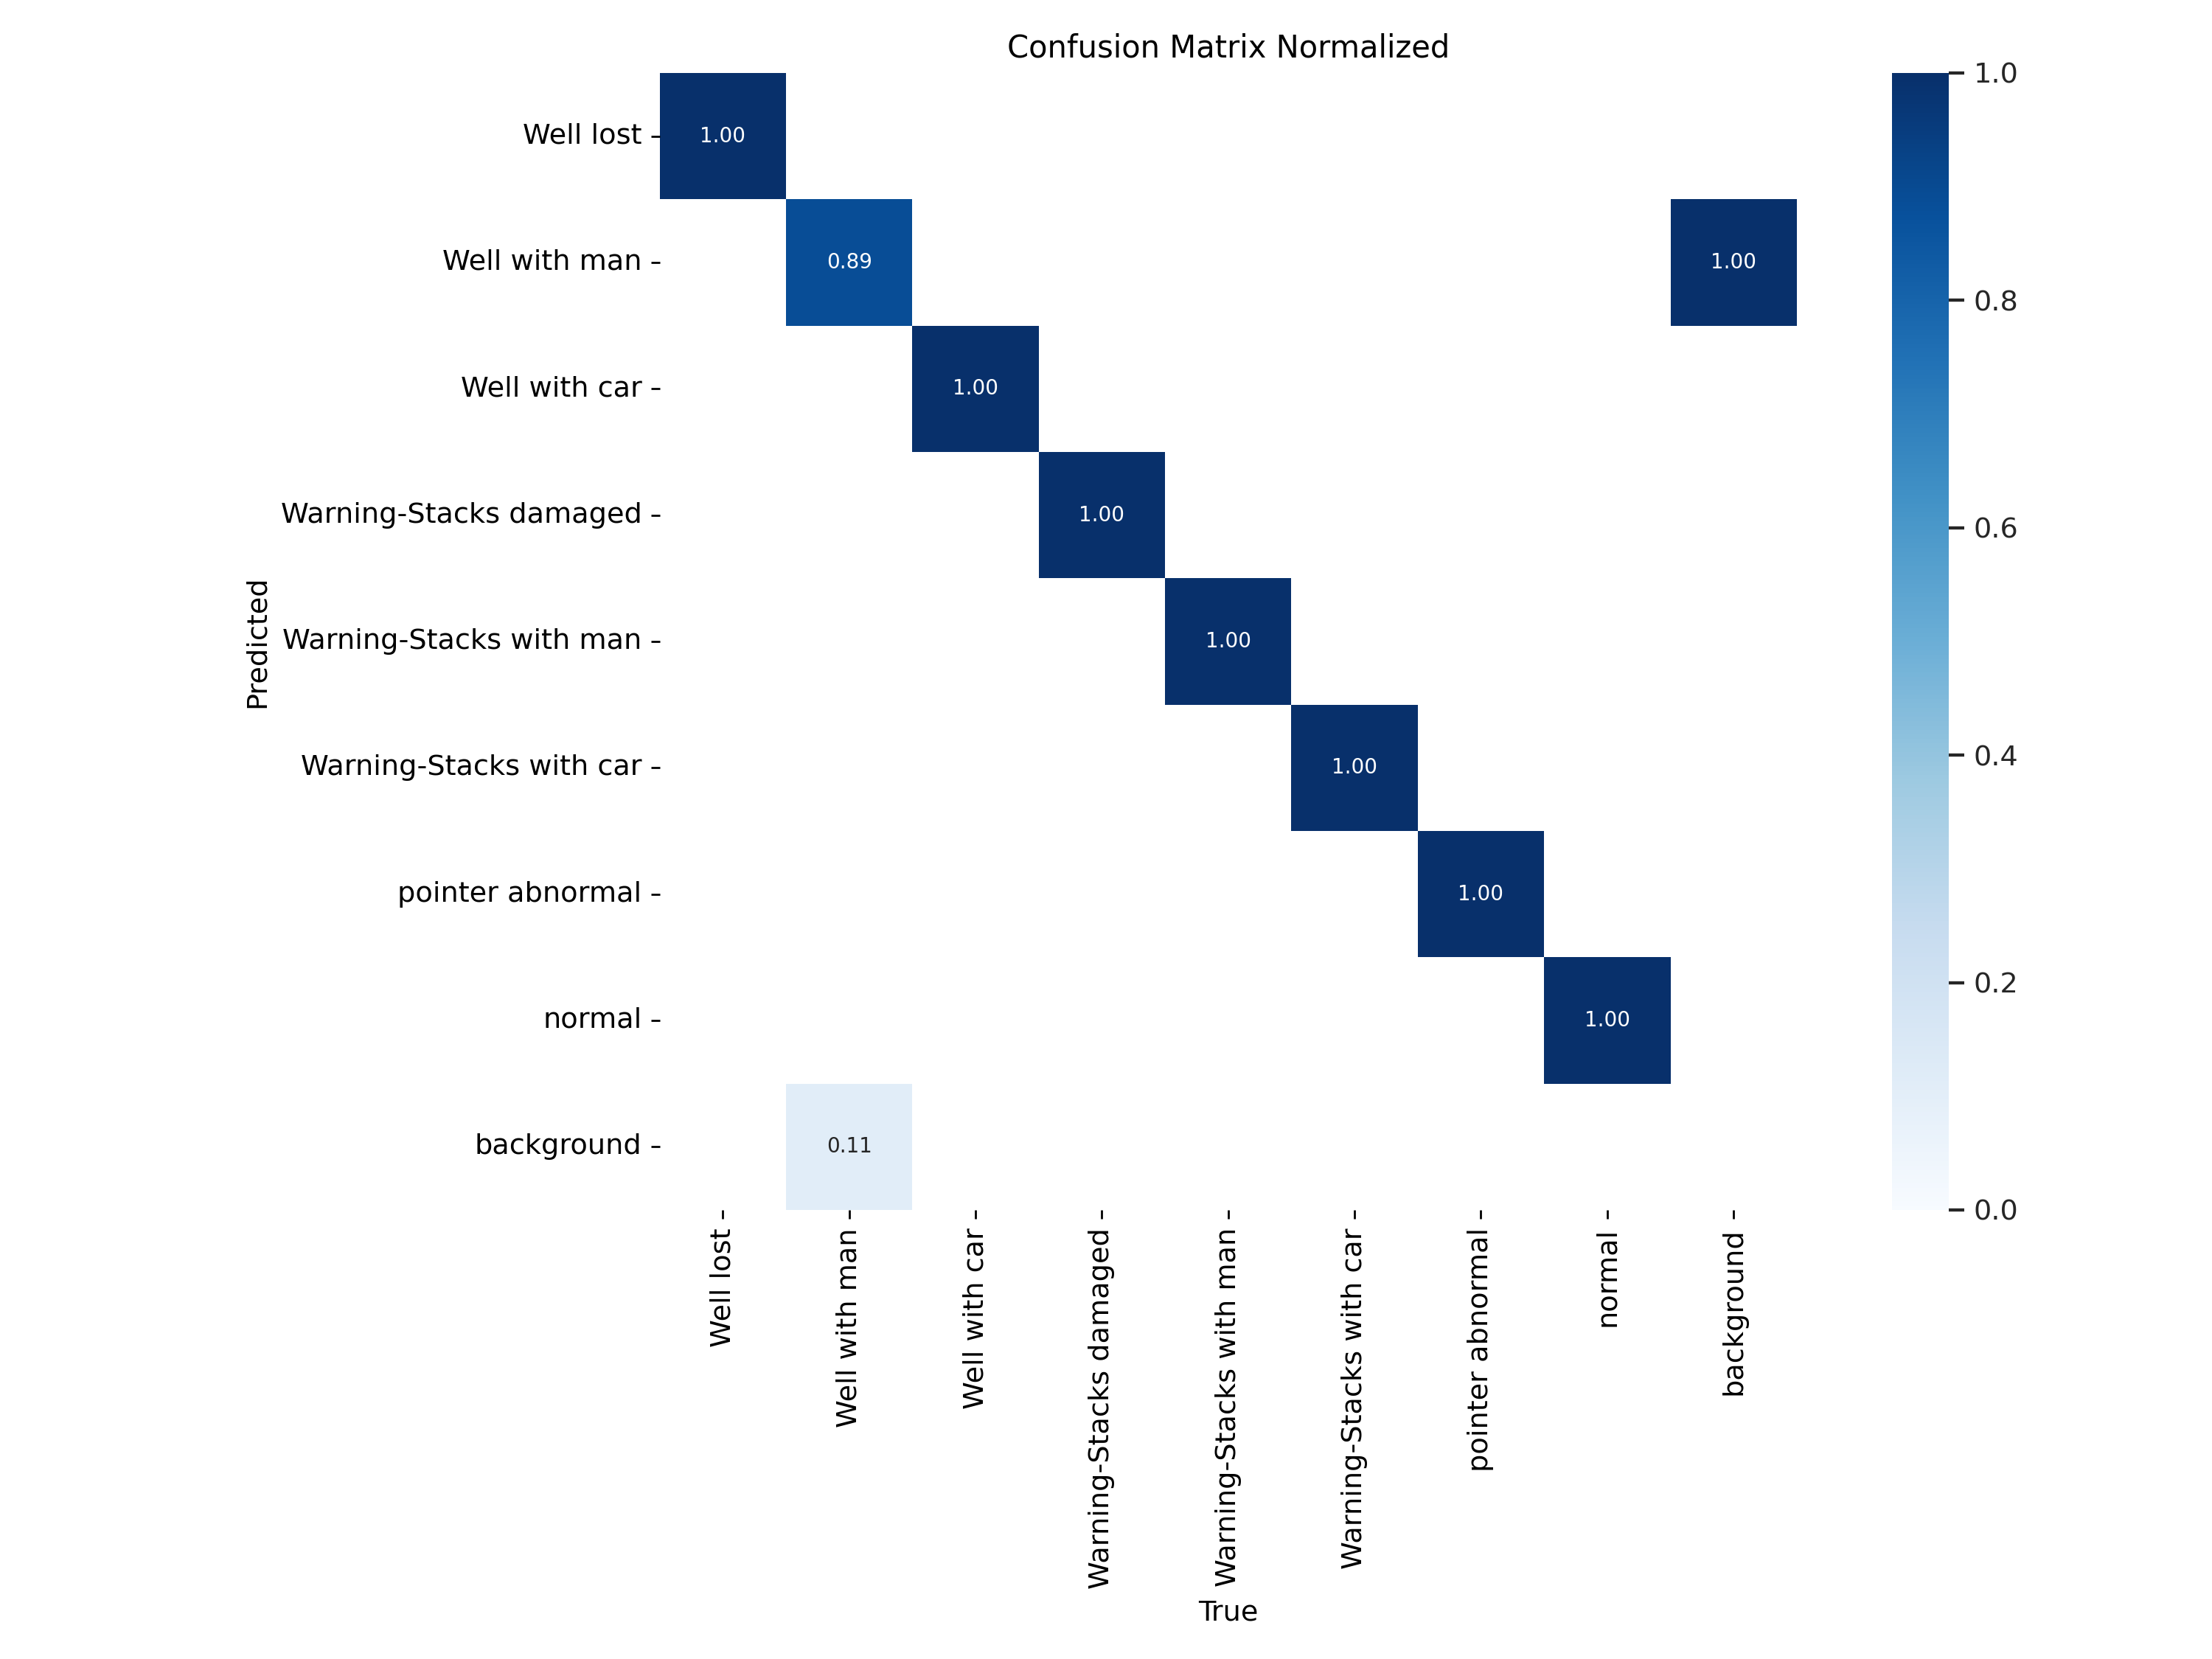 Confusion Matrix Normalized
Well lost
1.00
Well with man
0.89
1.00
Well with car
1.00
Warning-Stacks damaged
1.00
Predicted
Warning-Stacks with man
1.00
Warning-Stacks with car
1.00
pointer abnormal
1.00
normal
1.00
background
0.11
Well lost
Well with man
Well with car
Warning-Stacks damaged
Warning-Stacks with man
Warning-Stacks with car
pointer abnormal
normal
background
True
1.0
0.8
0.6
0.4
0.2
0.0